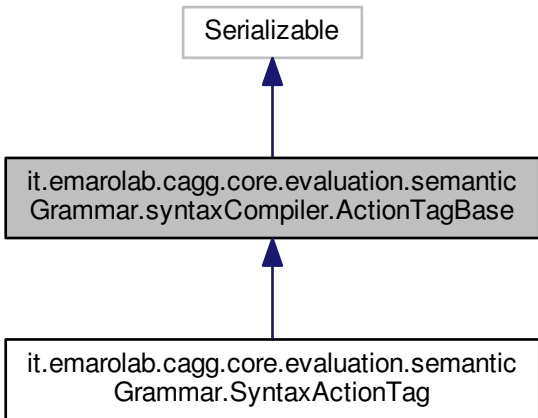 Serializable
it.emarolab.cagg.core.evaluation.semantic
Grammar.syntaxCompiler.ActionTagBase
it.emarolab.cagg.core.evaluation.semantic
Grammar.SyntaxActionTag